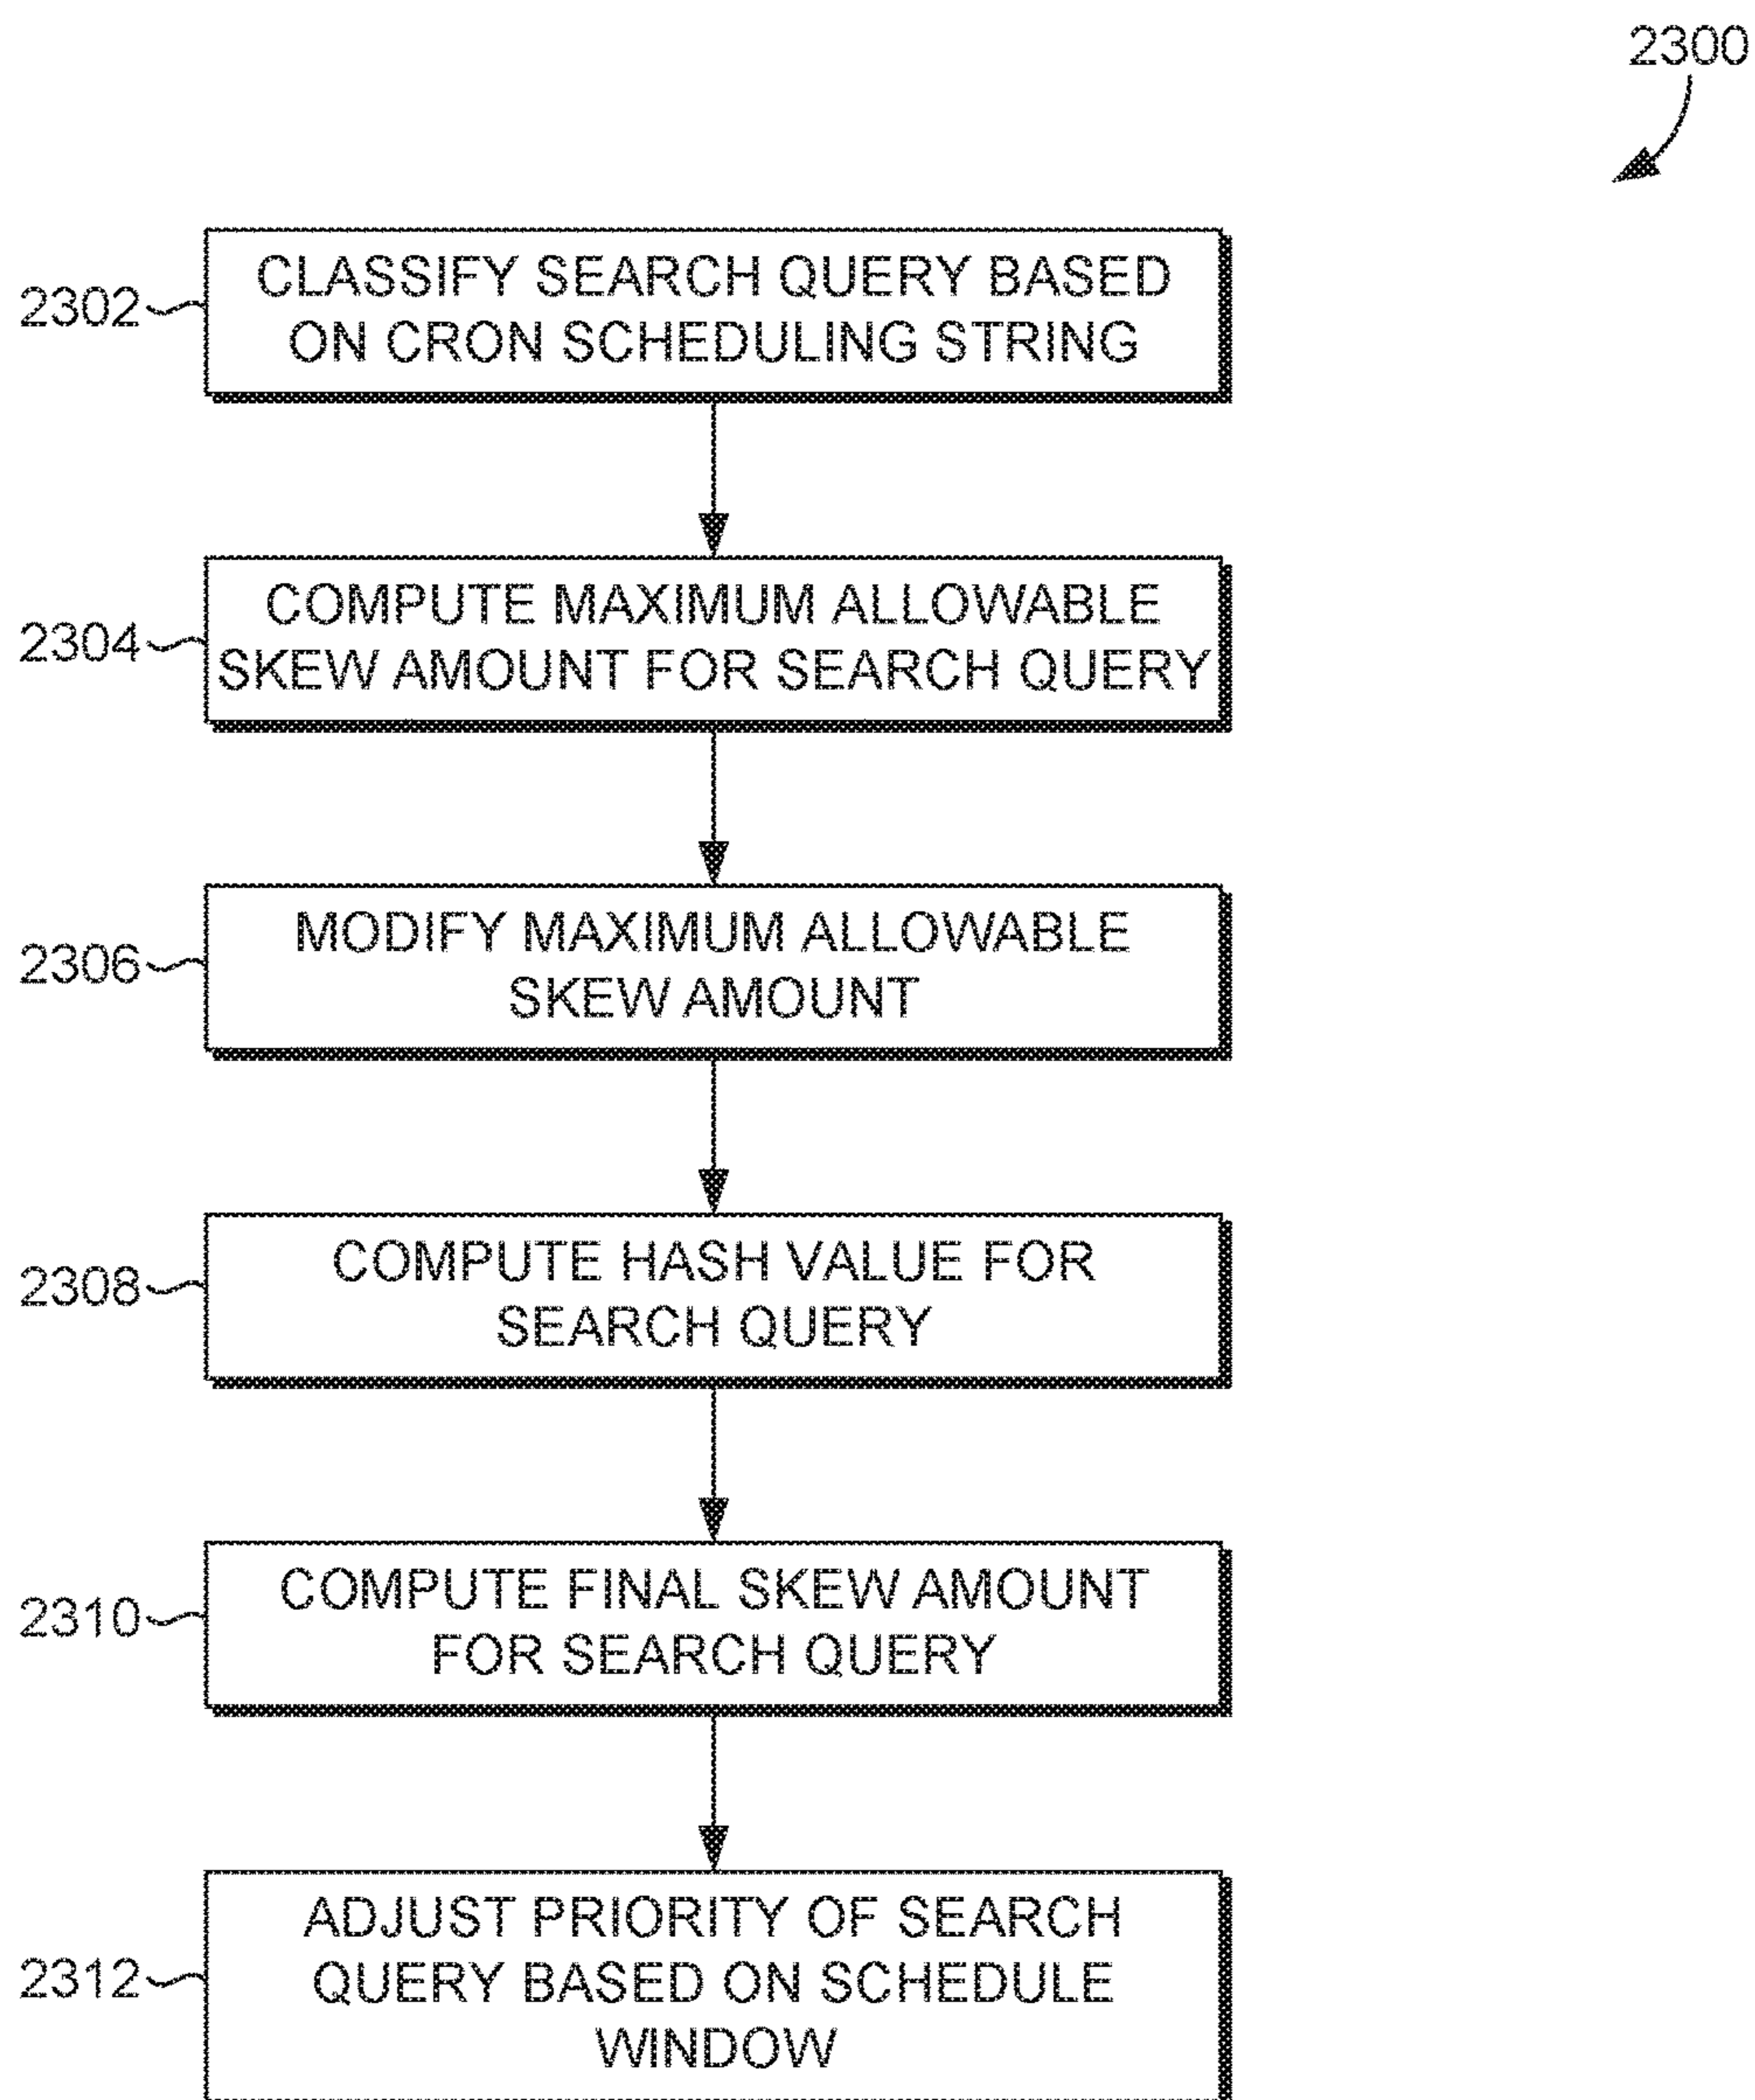 2300
2302
CLASSIFY SEARCH QUERY BASED
ON CRON SCHEDULING STRING
2304
COMPUTE MAXIMUM ALLOWABLE
SKEW AMOUNT FOR SEARCH QUERY
2306
MODIFY MAXIMUM ALLOWABLE
SKEW AMOUNT
2308
COMPUTE HASH VALUE FOR
SEARCH QUERY
2310
COMPUTE FINAL SKEW AMOUNT
FOR SEARCH QUERY
2312
ADJUST PRIORITY OF SEARCH
QUERY BASED ON SCHEDULE
WINDOW